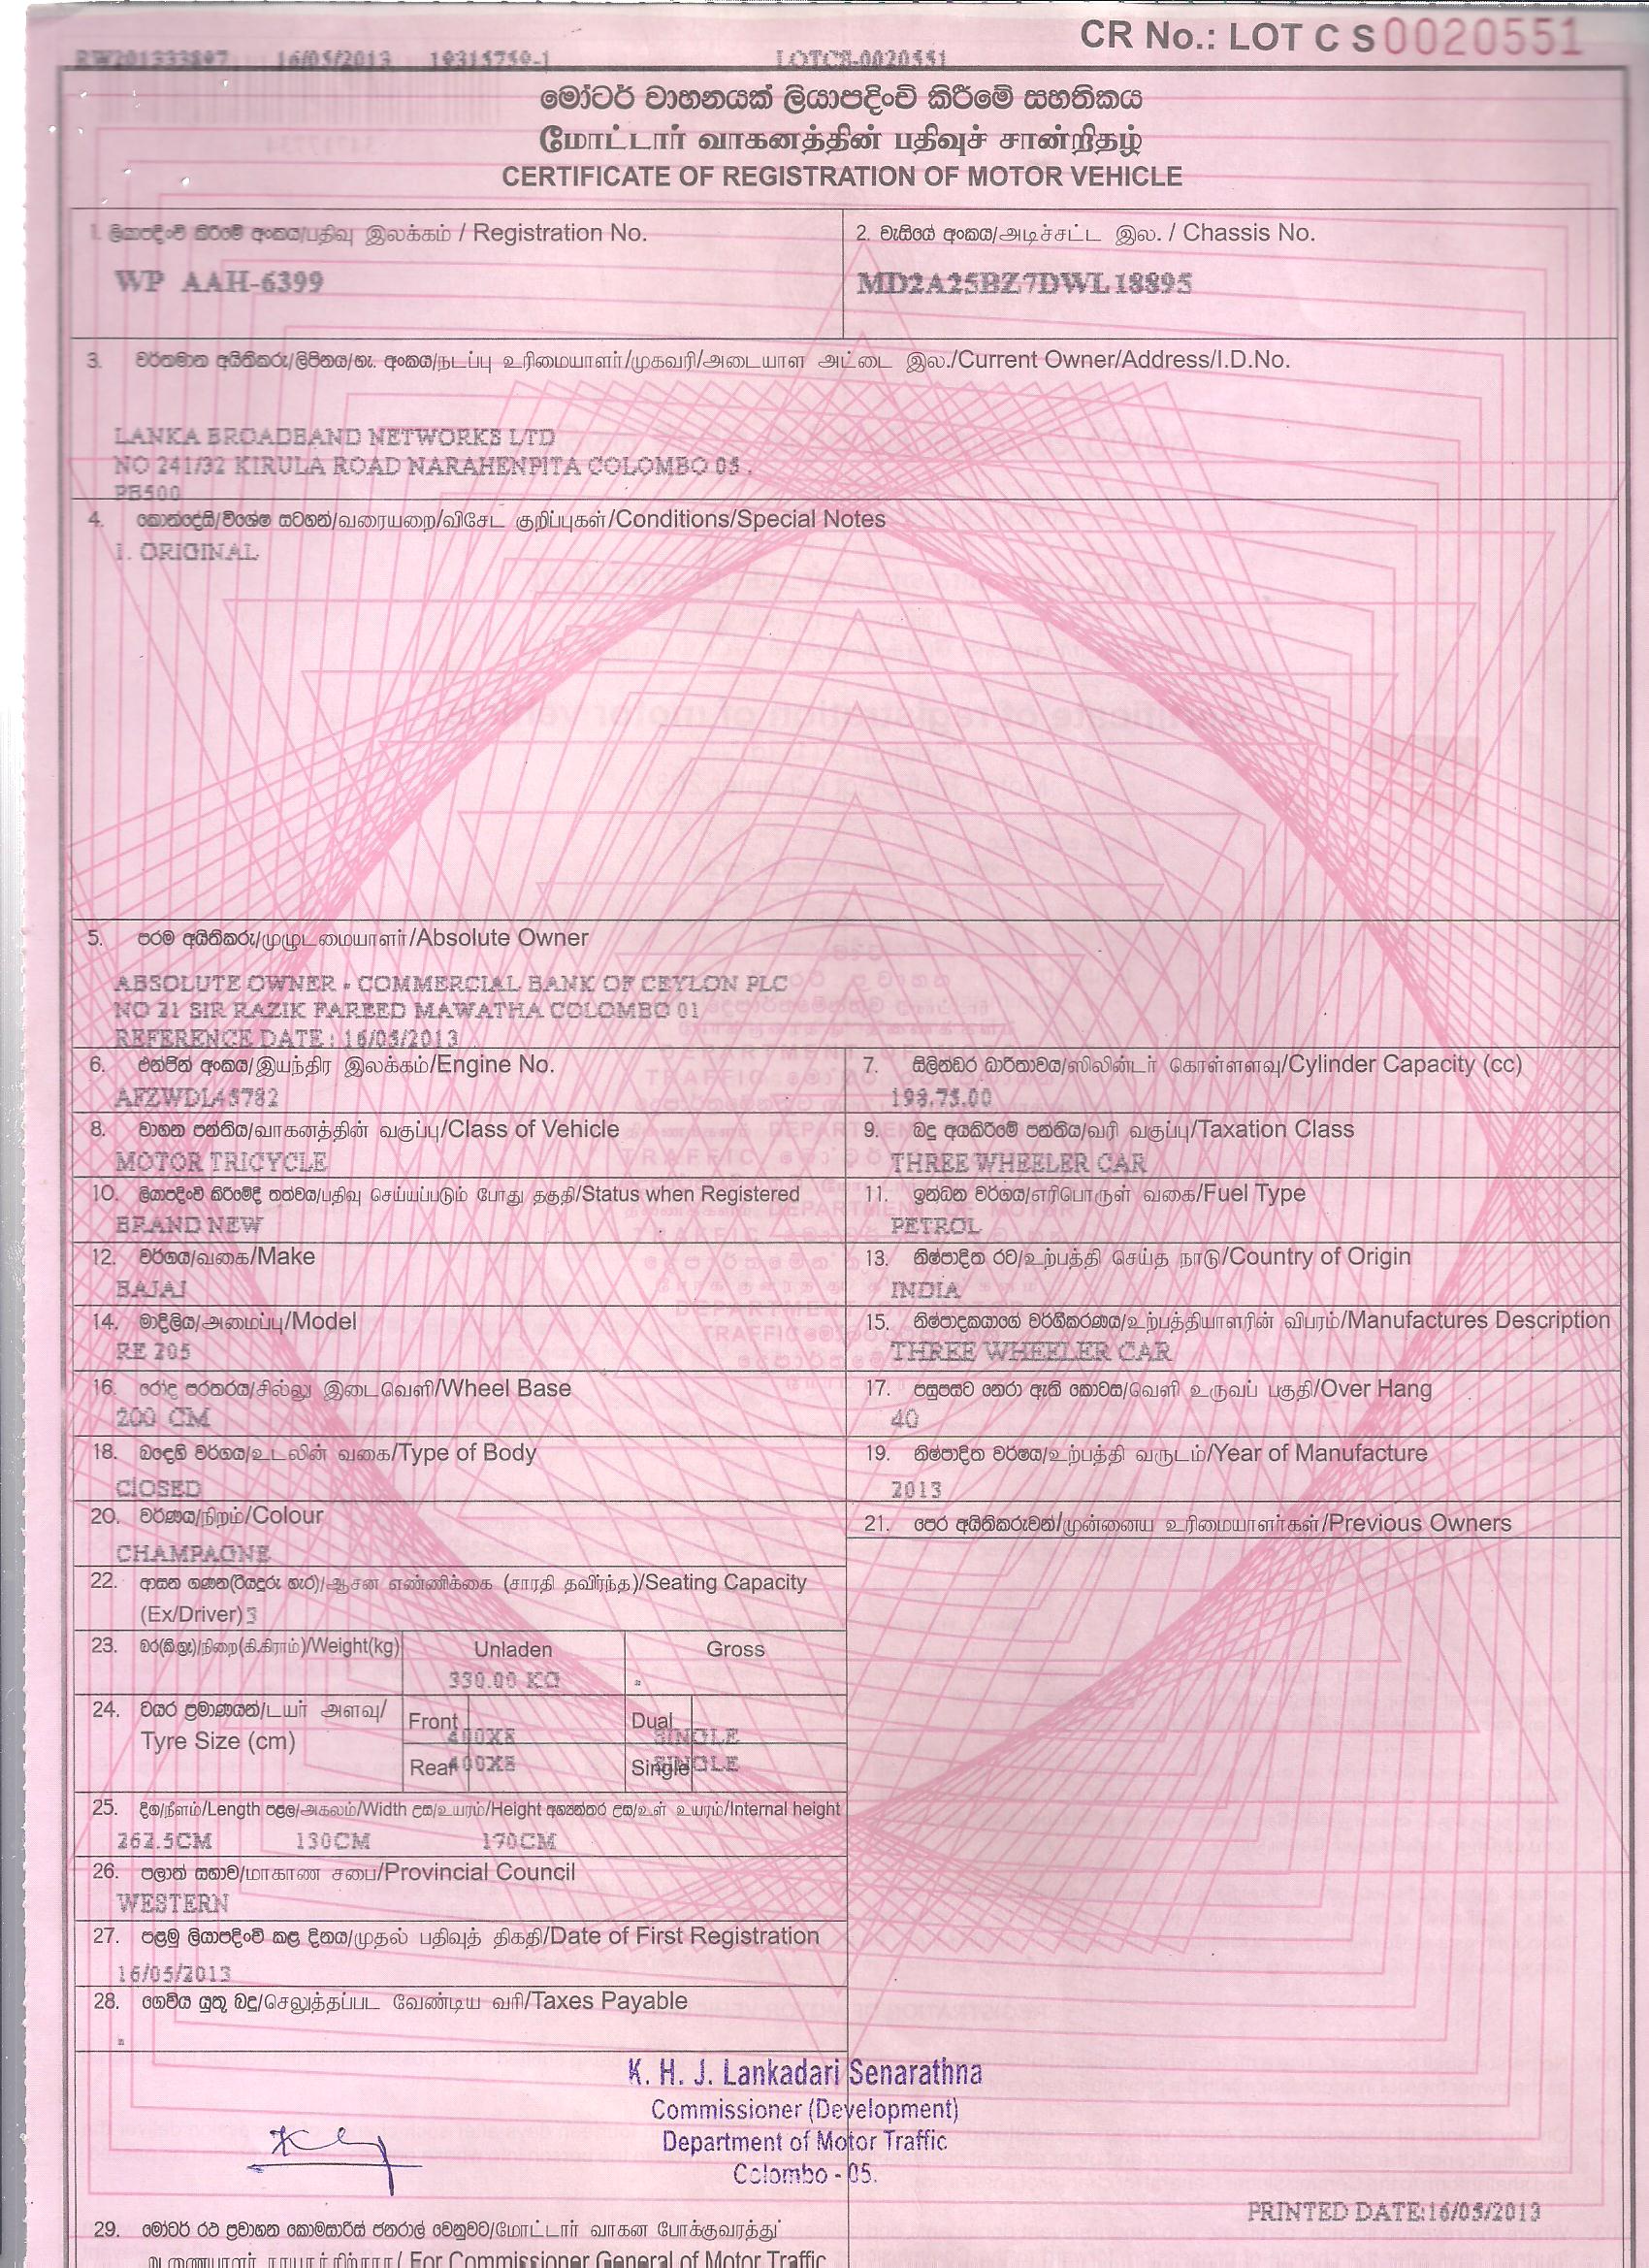 CR No.: LOT C S 0020551
RW201333897 16/05/2013 19315759-1 LOTCS-0020551
මෝටර් වාහනයක් ලියාපදිංචි කිරීමේ සහතිකය
மோட்டார் வாகனத்தின் பதிவுச் சான்றிதழ்
CERTIFICATE OF REGISTRATION OF MOTOR VEHICLE
1. ලියාපදිංචි කිරීමේ අංකය/பதிவு இலக்கம் / Registration No.
WP AAH-6399
2. චැසියේ අංකය/அடிச்சட்ட இல. / Chassis No.
MD2A25BZ7DWL18895
3. වර්තමාන අයිතිකරු/ලිපිනය/හැ. අංකය/நடப்பு உரிமையாளர்/முகவரி/அடையாள அட்டை இல./Current Owner/Address/I.D.No.
LANKA BROADBAND NETWORKS LTD
NO 241/32 KIRULA ROAD NARAHENPITA COLOMBO 05 .
PB500
4. කොන්දේසි/විශේෂ සටහන්/வரையறை/விசேட குறிப்புகள்/Conditions/Special Notes
1. ORIGINAL
5. පරම අයිතිකරු/முழுடமையாளர்/Absolute Owner
ABSOLUTE OWNER - COMMERCIAL BANK OF CEYLON PLC
NO 21 SIR RAZIK FAREED MAWATHA COLOMBO 01
REFERENCE DATE : 16/05/2013
6. එන්ජින් අංකය/இயந்திர இலக்கம்/Engine No.
AFZWDL45782
7. සිලින්ඩර ධාරිතාවය/ஸிலிண்டர் கொள்ளளவு/Cylinder Capacity (cc)
198.75.00
8. වාහන පන්තිය/வாகனத்தின் வகுப்பு/Class of Vehicle
MOTOR TRICYCLE
9. බදු අයකිරීමේ පන්තිය/வரி வகுப்பு/Taxation Class
THREE WHEELER CAR
10. ලියාපදිංචි කිරීමේදී තත්වය/பதிவு செய்யப்படும் போது தகுதி/Status when Registered
BRAND NEW
11. ඉන්ධන වර්ගය/எரிபொருள் வகை/Fuel Type
PETROL
12. වර්ගය/வகை/Make
BAJAJ
13. නිෂ්පාදිත රට/உற்பத்தி செய்த நாடு/Country of Origin
INDIA
14. මාදිලිය/அமைப்பு/Model
RE 205
15. නිෂ්පාදකයාගේ වර්ගීකරණය/உற்பத்தியாளரின் விபரம்/Manufactures Description
THREE WHEELER CAR
16. රෝද පරතරය/சில்லு இடைவெளி/Wheel Base
200 CM
17. පසුපසට නෙරා ඇති කොටස/வெளி உருவப் பகுதி/Over Hang
40
18. බඳෙහි වර්ගය/உடலின் வகை/Type of Body
ClOSED
19. නිෂ්පාදිත වර්ෂය/உற்பத்தி வருடம்/Year of Manufacture
2013
20. වර්ණය/நிறம்/Colour
CHAMPAGNE
21. පෙර අයිතිකරුවන්/முன்னைய உரிமையாளர்கள்/Previous Owners
22. ආසන ගණන(රියදුරු හැර)/ஆசன எண்ணிக்கை (சாரதி தவிர்ந்த)/Seating Capacity
(Ex/Driver) 3
23. බර(කි.ග්‍රෑ)/நிறை(கி.கிராம்)/Weight(kg) Unladen Gross
330.00 KG -
24. ටයර ප්‍රමාණයන්/டயர் அளவு/
Tyre Size (cm)
Front 400X8 Dual SINGLE
Rear 400X8 Single SINGLE
25. දිග/நீளம்/Length පළල/அகலம்/Width උස/உயரம்/Height අභ්‍යන්තර උස/உள் உயரம்/Internal height
262.5CM 130CM 170CM
26. පලාත් සභාව/மாகாண சபை/Provincial Council
WESTERN
27. පළමු ලියාපදිංචි කළ දිනය/முதல் பதிவுத் திகதி/Date of First Registration
16/05/2013
28. ගෙවිය යුතු බදු/செலுத்தப்பட வேண்டிய வரி/Taxes Payable
-
K. H. J. Lankadari Senarathna
Commissioner (Development)
Department of Motor Traffic
Colombo - 05.
PRINTED DATE:16/05/2013
29. මෝටර් රථ ප්‍රවාහන කොමසාරිස් ජනරාල් වෙනුවට/மோட்டார் வாகன போக்குவரத்து
/ For Commissioner General of Motor Traffic